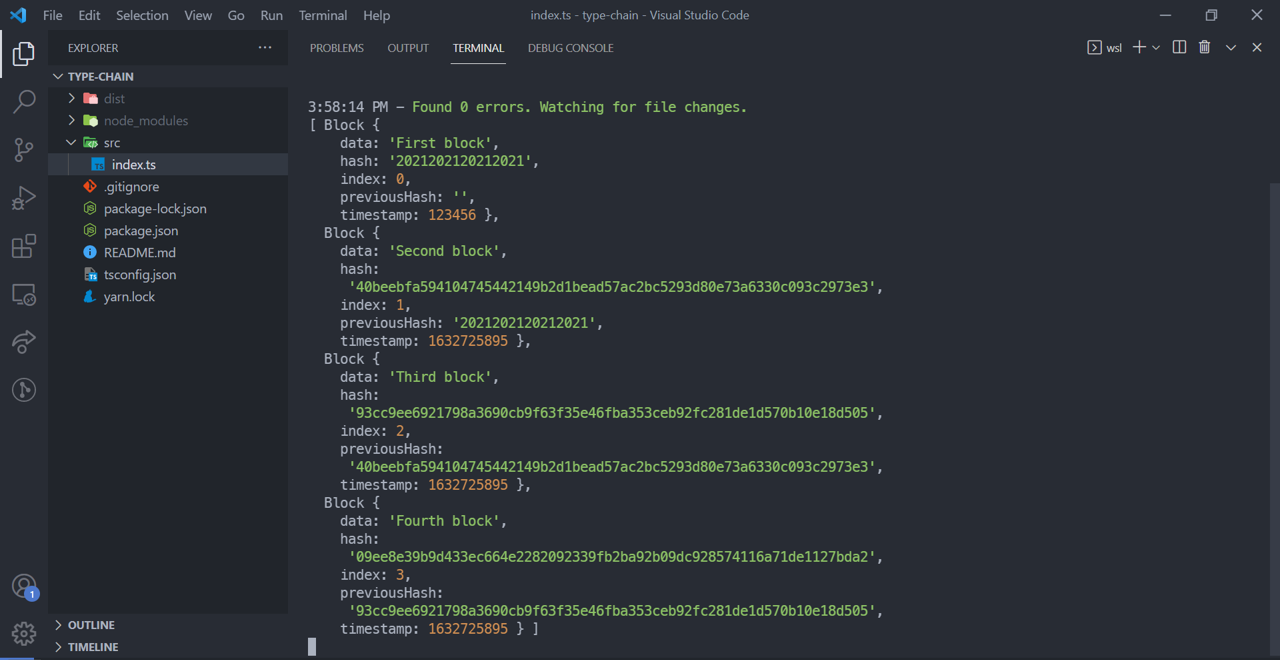 File Edit Selection View Go Run Terminal Help
index.ts - type-chain - Visual Studio Code
EXPLORER
TYPE-CHAIN
dist
node_modules
src
index.ts
.gitignore
package-lock.json
package.json
README.md
tsconfig.json
yarn.lock
OUTLINE
TIMELINE
1
PROBLEMS OUTPUT TERMINAL DEBUG CONSOLE
wsl
3:58:14 PM - Found 0 errors. Watching for file changes.
[ Block {
data: 'First block',
hash: '2021202120212021',
index: 0,
previousHash: '',
timestamp: 123456 },
Block {
data: 'Second block',
hash:
'40beebfa594104745442149b2d1bead57ac2bc5293d80e73a6330c093c2973e3',
index: 1,
previousHash: '2021202120212021',
timestamp: 1632725895 },
Block {
data: 'Third block',
hash:
'93cc9ee6921798a3690cb9f63f35e46fba353ceb92fc281de1d570b10e18d505',
index: 2,
previousHash:
'40beebfa594104745442149b2d1bead57ac2bc5293d80e73a6330c093c2973e3',
timestamp: 1632725895 },
Block {
data: 'Fourth block',
hash:
'09ee8e39b9d433ec664e2282092339fb2ba92b09dc928574116a71de1127bda2',
index: 3,
previousHash:
'93cc9ee6921798a3690cb9f63f35e46fba353ceb92fc281de1d570b10e18d505',
timestamp: 1632725895 } ]